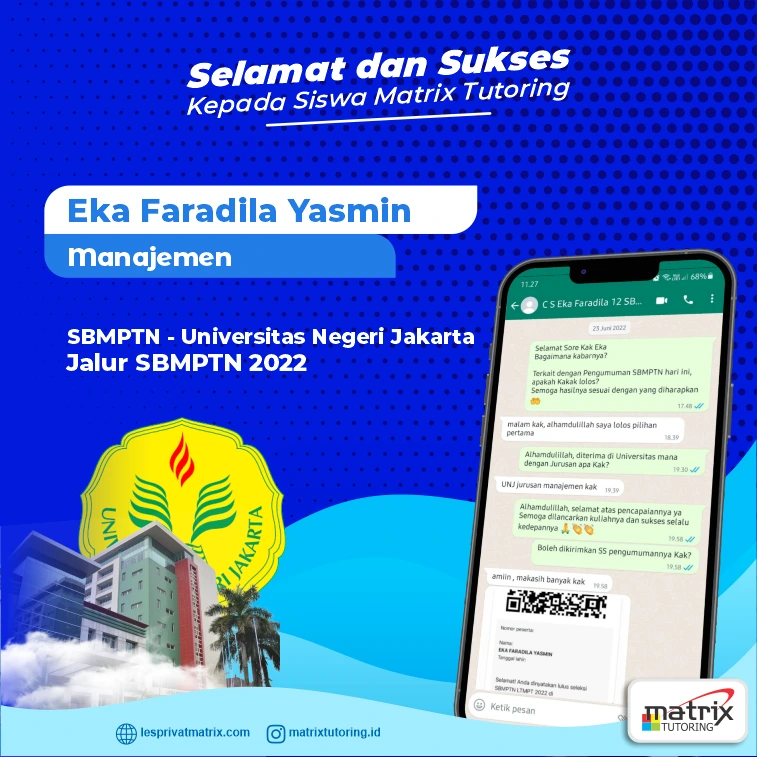 Selamat dan Sukses
Kepada Siswa Matrix Tutoring
Eka Faradila Yasmin
Manajemen
SBMPTN - Universitas Negeri Jakarta
Jalur SBMPTN 2022
11.27
68%
C S Eka Faradila 12 SB...
23 Juni 2022
Selamat Sore Kak Eka
Bagaimana kabarnya?
Terkait dengan Pengumuman SBMPTN hari ini,
apakah Kakak lolos?
Semoga hasilnya sesuai dengan yang diharapkan
17.48
malam kak, alhamdulillah saya lolos pilihan
pertama
18.39
Alhamdulillah, diterima di Universitas mana
dengan Jurusan apa Kak?
19.30
UNJ jurusan manajemen kak
19.39
Alhamdulillah, selamat atas pencapaiannya ya
Semoga dilancarkan kuliahnya dan sukses selalu
kedepannya
19.58
Boleh dikirimkan SS pengumumannya Kak?
19.58
amiin , makasih banyak kak
19.58
Nomor peserta:
Nama:
EKA FARADILA YASMIN
Tanggal lahir:
Selamat! Anda dinyatakan lulus seleksi
SBMPTN LTMPT 2022 di
Ketik pesan
JAKARTA
matrix
TUTORING
lesprivatmatrix.com
matrixtutoring.id